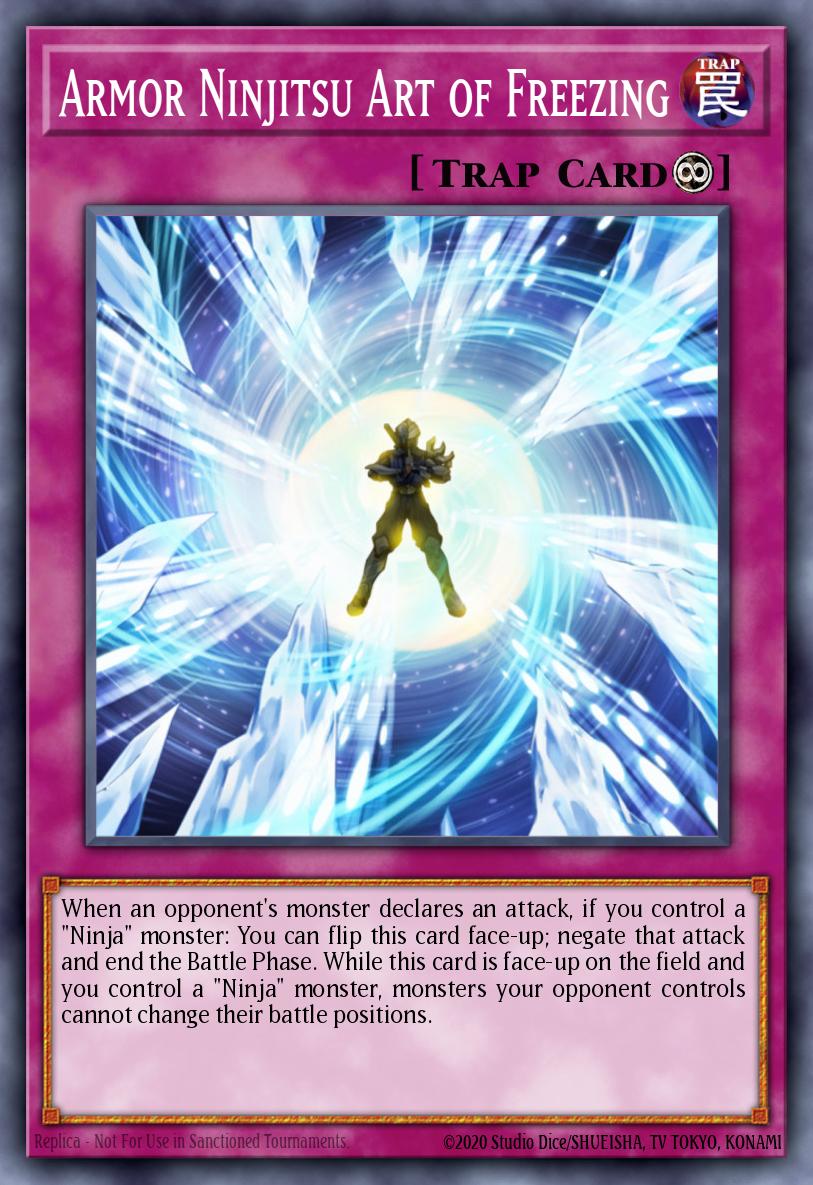 Armor Ninjitsu Art of Freezing
TRAP
罠
[Trap Card]
When an opponent's monster declares an attack, if you control a
"Ninja" monster: You can flip this card face-up; negate that attack
and end the Battle Phase. While this card is face-up on the field and
you control a "Ninja" monster, monsters your opponent controls
cannot change their battle positions.
Replica - Not For Use in Sanctioned Tournaments.
©2020 Studio Dice/SHUEISHA, TV TOKYO, KONAMI